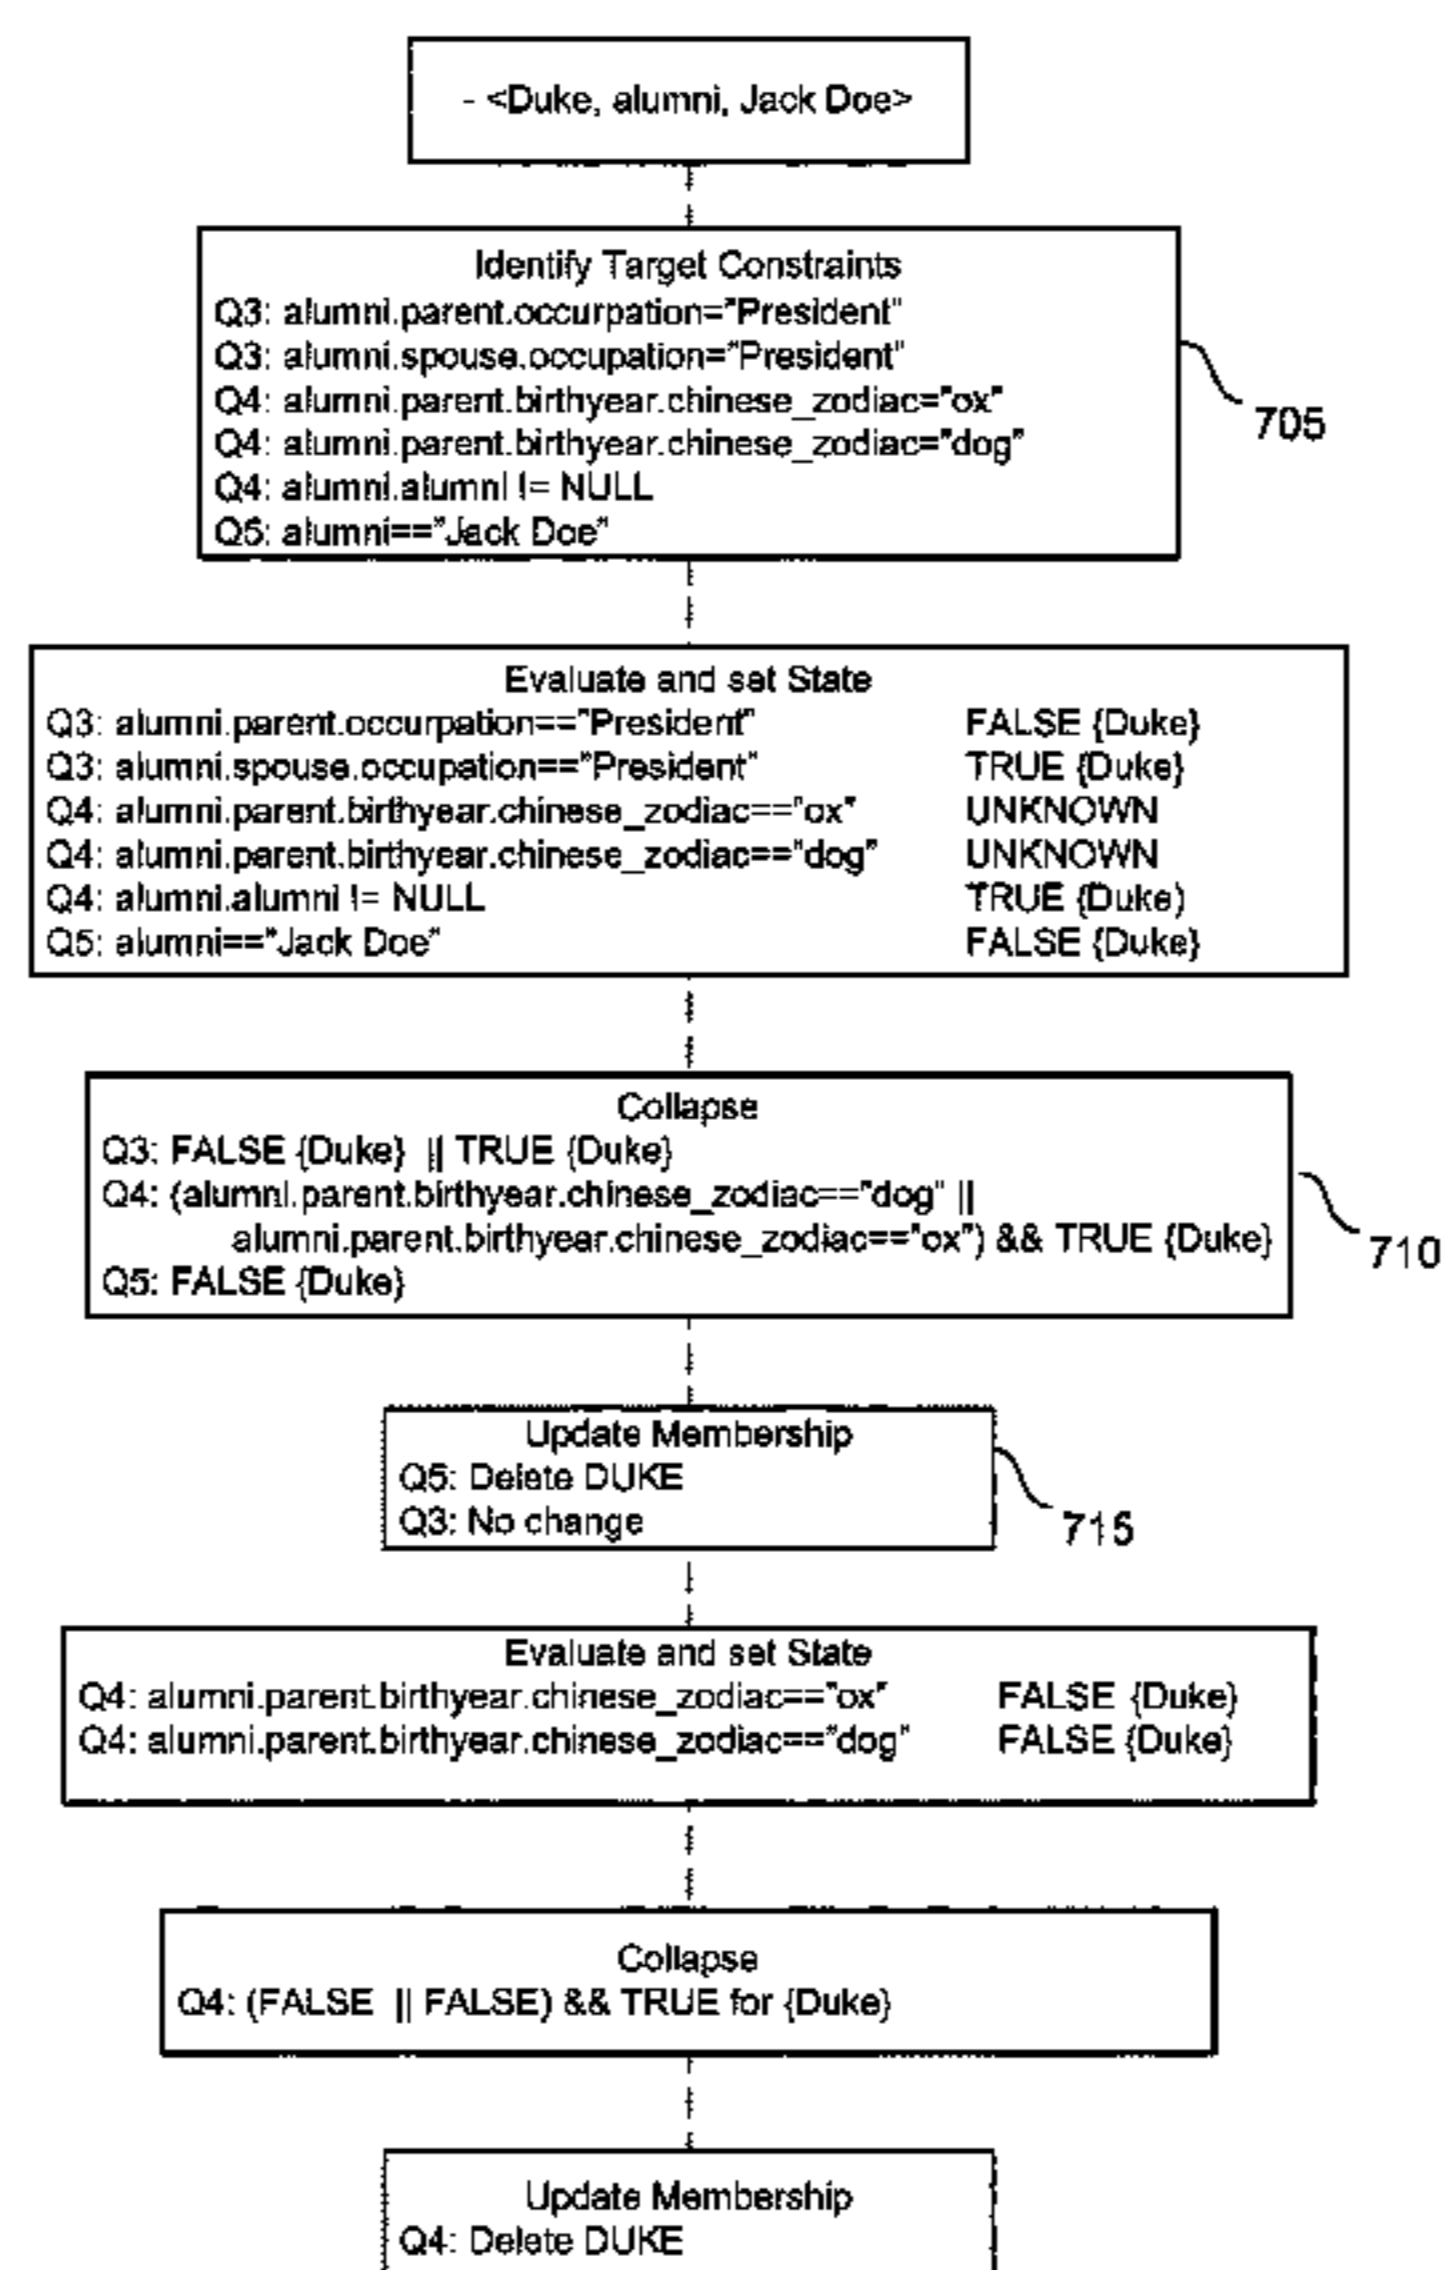 - <Duke, alumni, Jack Doe>
Identify Target Constraints
Q3: alumni.parent.occurpation="President"
Q3: alumni.spouse.occupation="President"
Q4: alumni.parent.birthyear.chinese_zodiac="ox"
Q4: alumni.parent.birthyear.chinese_zodiac="dog"
Q4: alumni.alumni != NULL
Q5: alumni=="Jack Doe"
705
Evaluate and set State
Q3: alumni.parent.occurpation=="President" FALSE {Duke}
Q3: alumni.spouse.occupation=="President" TRUE {Duke}
Q4: alumni.parent.birthyear.chinese_zodiac=="ox" UNKNOWN
Q4: alumni.parent.birthyear.chinese_zodiac=="dog" UNKNOWN
Q4: alumni.alumni != NULL TRUE {Duke)
Q5: alumni=="Jack Doe" FALSE {Duke}
Collapse
Q3: FALSE {Duke} || TRUE {Duke}
Q4: (alumni.parent.birthyear.chinese_zodiac=="dog" ||
alumni.parent.birthyear.chinese_zodiac=="ox") && TRUE {Duke}
Q5: FALSE {Duke}
710
Update Membership
Q5: Delete DUKE
Q3: No change
715
Evaluate and set State
Q4: alumni.parent.birthyear.chinese_zodiac=="ox" FALSE {Duke}
Q4: alumni.parent.birthyear.chinese_zodiac=="dog" FALSE {Duke}
Collapse
Q4: (FALSE || FALSE) && TRUE for {Duke}
Update Membership
Q4: Delete DUKE